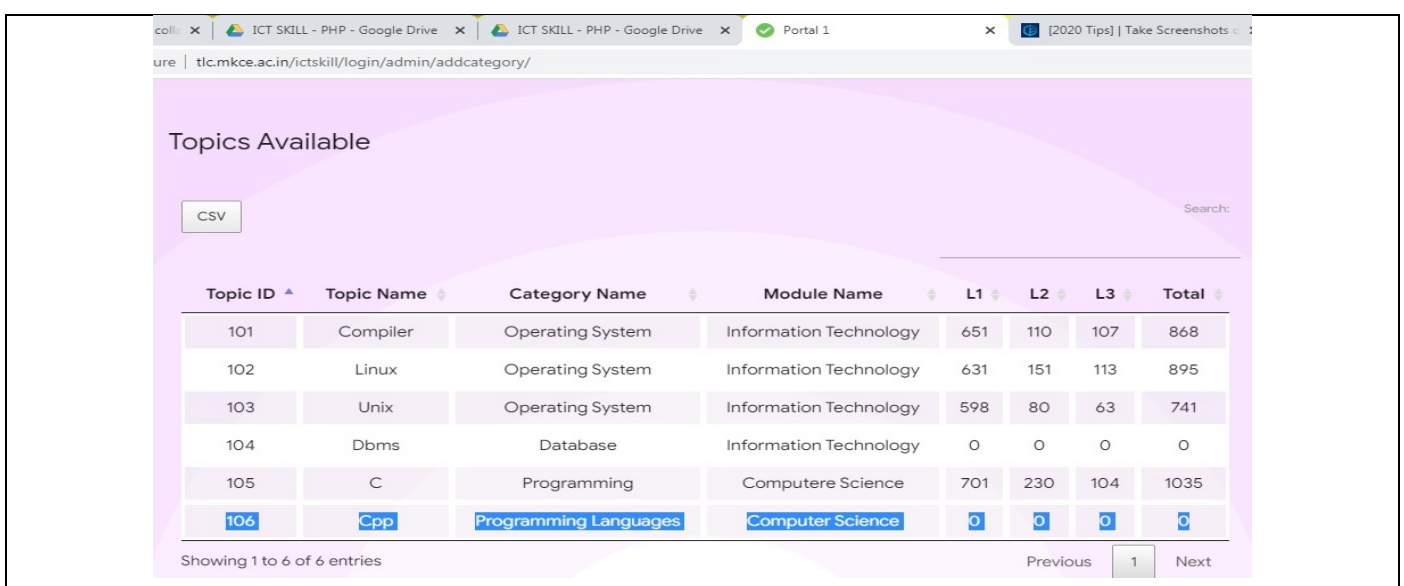 coll
ICT SKILL - PHP - Google Drive ICT SKILL - PHP - Google Drive Portal 1 [2020 Tips] | Take Screenshots
ure | tlc.mkce.ac.in/ictskill/login/admin/addcategory/
Topics Available
CSV
Search:
Topic ID Topic Name Category Name Module Name L1 L2 L3 Total
101 Compiler Operating System Information Technology 651 110 107 868
102 Linux Operating System Information Technology 631 151 113 895
103 Unix Operating System Information Technology 598 80 63 741
104 Dbms Database Information Technology 0 0 0 0
105 C Programming Computere Science 701 230 104 1035
106 Cpp Programming Languages Computer Science 0 0 0 0
Showing 1 to 6 of 6 entries Previous 1 Next